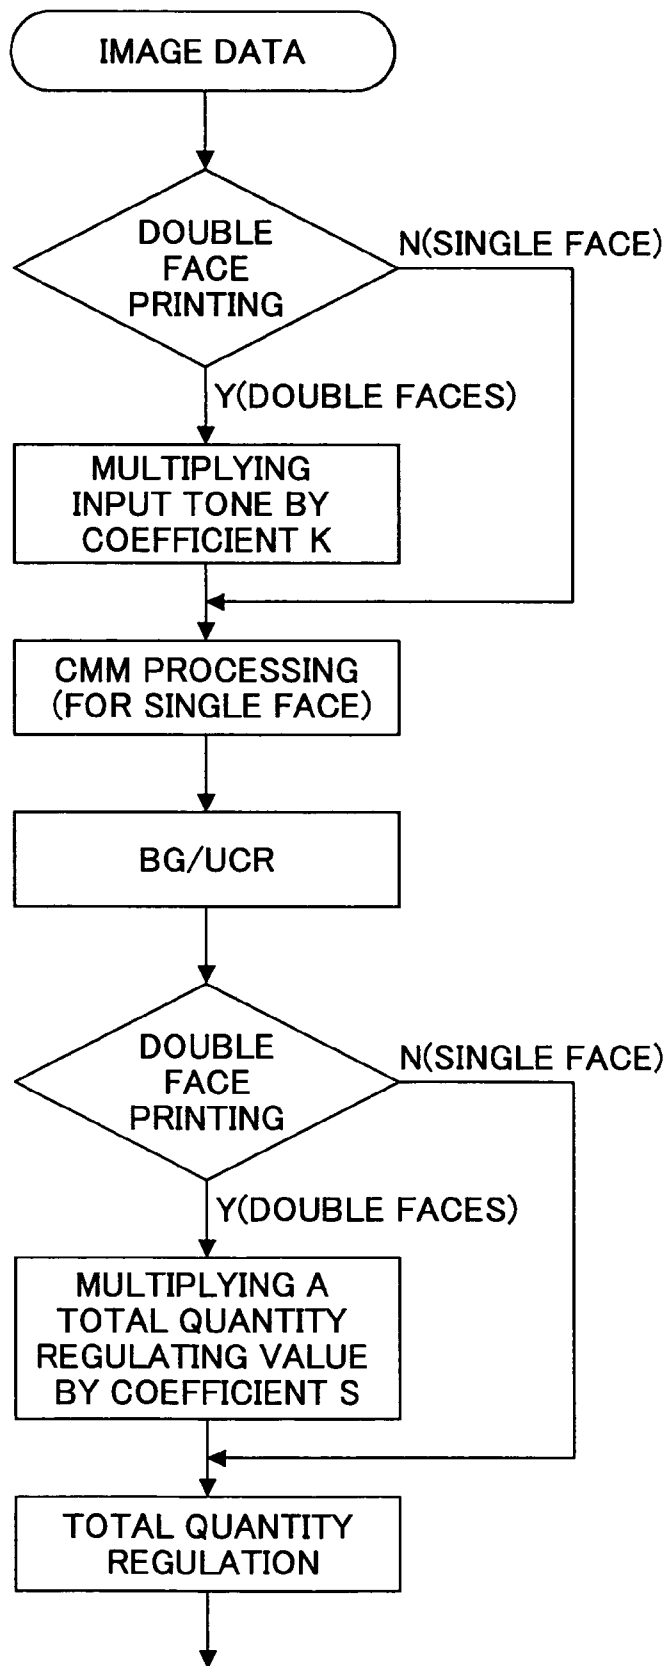 IMAGE DATA
DOUBLE
FACE
PRINTING
N(SINGLE FACE)
Y(DOUBLE FACES)
MULTIPLYING
INPUT TONE BY
COEFFICIENT K
CMM PROCESSING
(FOR SINGLE FACE)
BG/UCR
DOUBLE
FACE
PRINTING
N(SINGLE FACE)
Y(DOUBLE FACES)
MULTIPLYING A
TOTAL QUANTITY
REGULATING VALUE
BY COEFFICIENT S
TOTAL QUANTITY
REGULATION